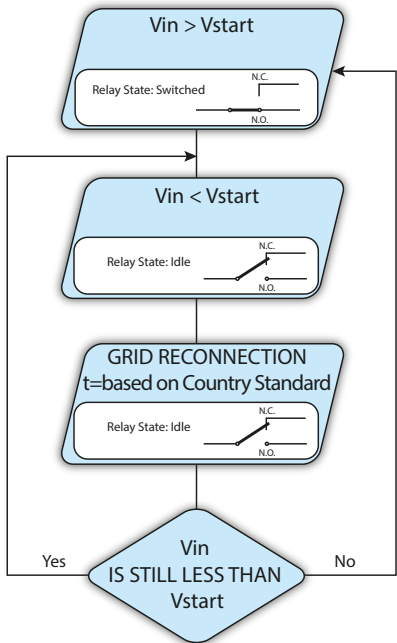 Vin > Vstart
N.C.
Relay State: Switched
N.O.
Vin < Vstart
N.C.
Relay State: Idle
N.O.
GRID RECONNECTION
t=based on Country Standard
N.C.
Relay State: Idle
N.O.
Yes
Vin
No
IS STILL LESS THAN
Vstart